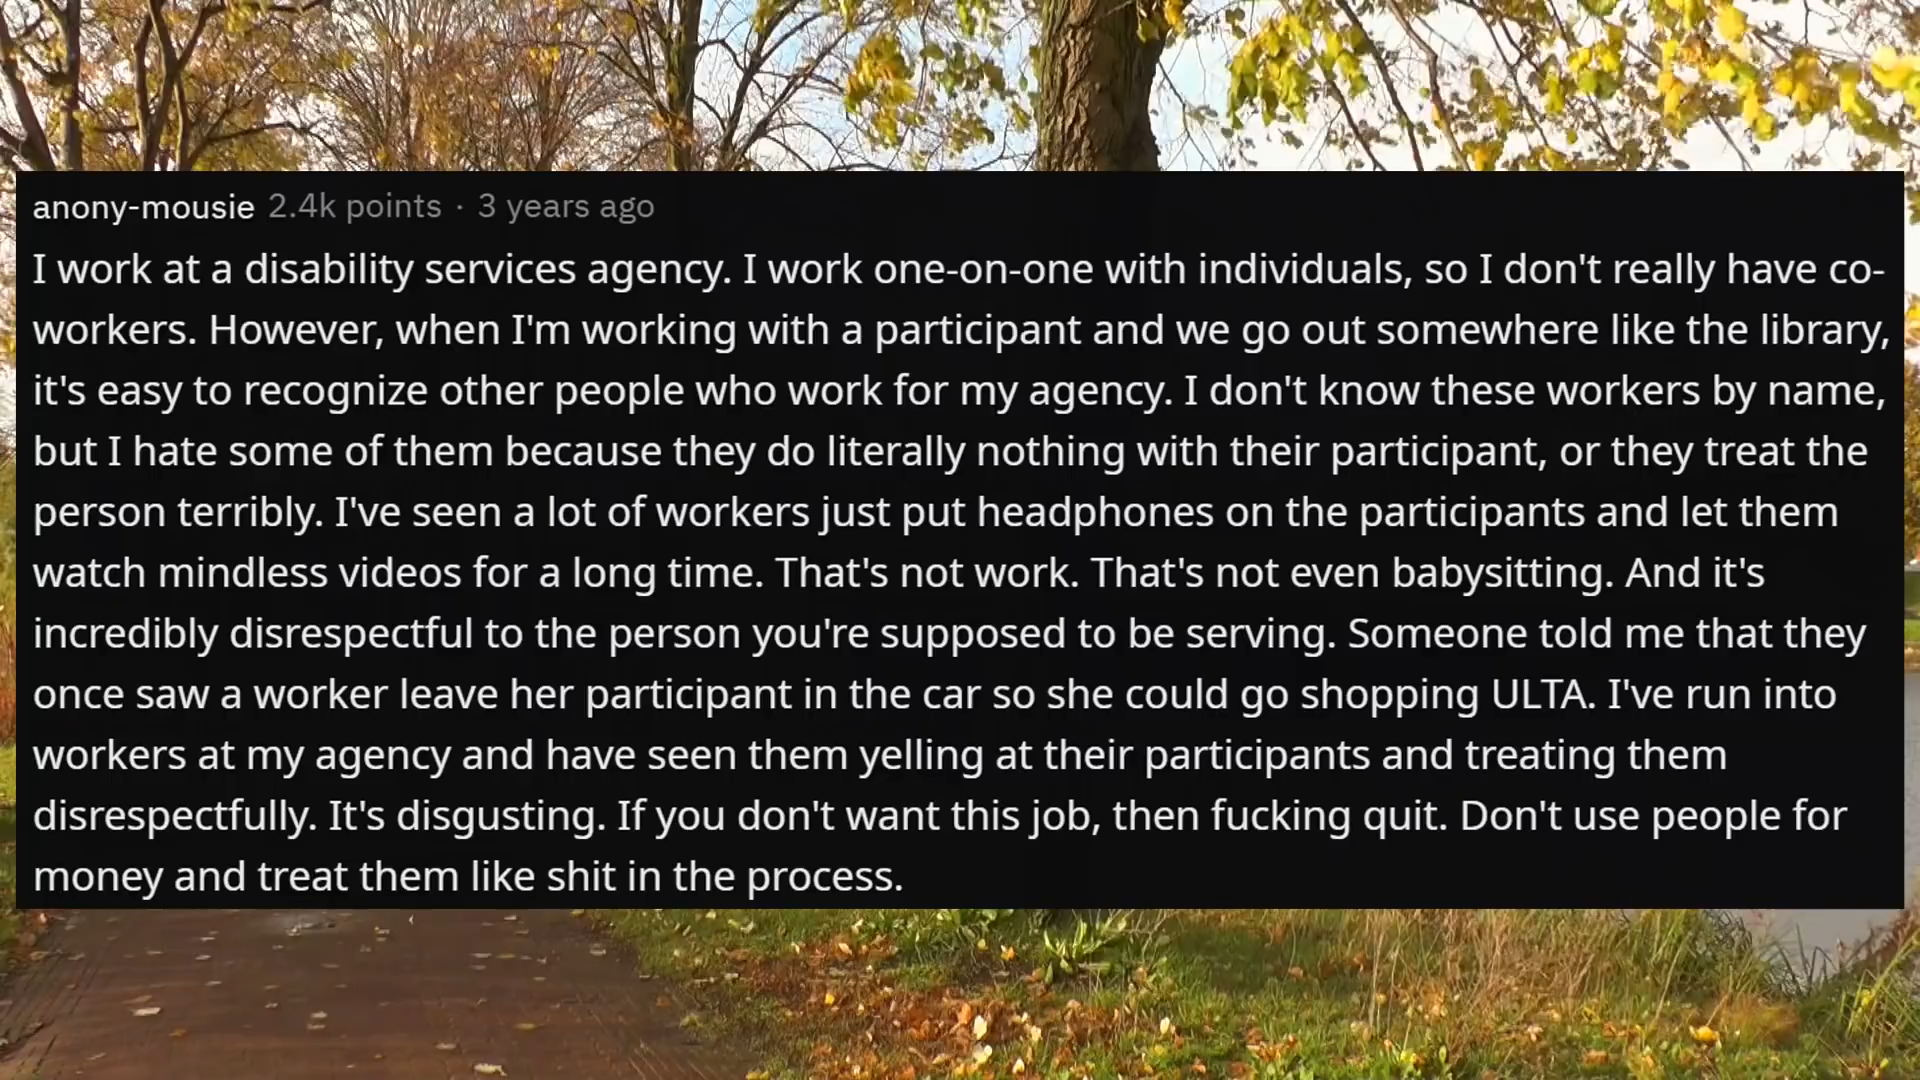 anony-mousie 2.4k points · 3 years ago
I work at a disability services agency. I work one-on-one with individuals, so I don't really have co-
workers. However, when I'm working with a participant and we go out somewhere like the library,
it's easy to recognize other people who work for my agency. I don't know these workers by name,
but I hate some of them because they do literally nothing with their participant, or they treat the
person terribly. I've seen a lot of workers just put headphones on the participants and let them
watch mindless videos for a long time. That's not work. That's not even babysitting. And it's
incredibly disrespectful to the person you're supposed to be serving. Someone told me that they
once saw a worker leave her participant in the car so she could go shopping ULTA. I've run into
workers at my agency and have seen them yelling at their participants and treating them
disrespectfully. It's disgusting. If you don't want this job, then fucking quit. Don't use people for
money and treat them like shit in the process.